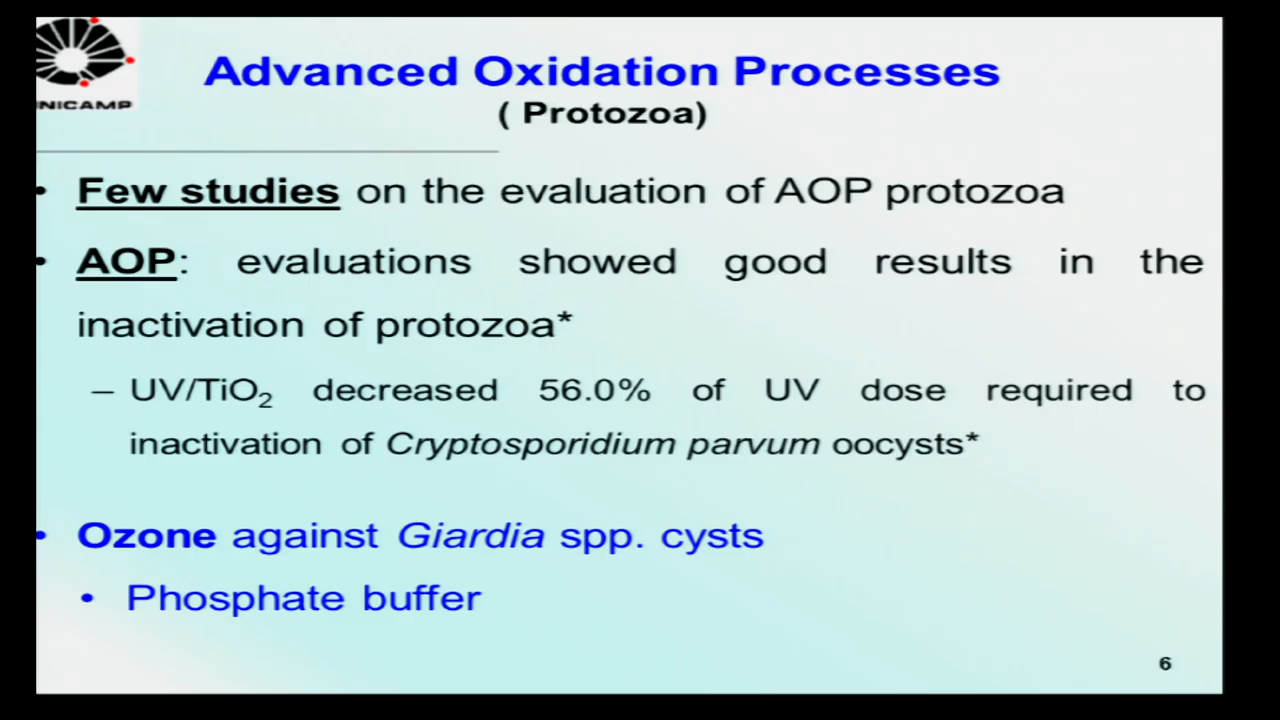 UNICAMP
Advanced Oxidation Processes
( Protozoa)
• Few studies on the evaluation of AOP protozoa
• AOP: evaluations showed good results in the
inactivation of protozoa*
– UV/TiO₂ decreased 56.0% of UV dose required to
inactivation of Cryptosporidium parvum oocysts*
• Ozone against Giardia spp. cysts
• Phosphate buffer
6